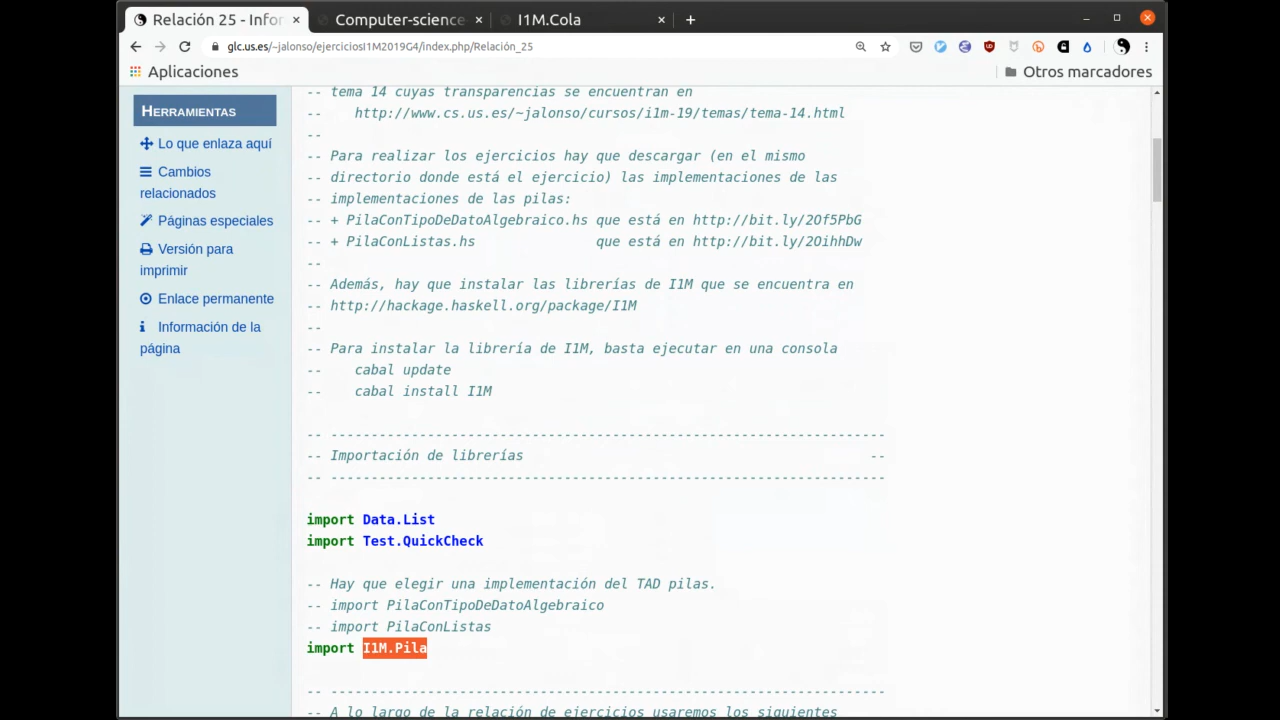 Relación 25 - Infor
Computer-science
I1M.Cola
glc.us.es/~jalonso/ejerciciosI1M2019G4/index.php/Relación_25
Aplicaciones
Otros marcadores
HERRAMIENTAS
Lo que enlaza aquí
Cambios
relacionados
Páginas especiales
Versión para
imprimir
Enlace permanente
Información de la
página
-- tema 14 cuyas transparencias se encuentran en
--    http://www.cs.us.es/~jalonso/cursos/i1m-19/temas/tema-14.html
--
-- Para realizar los ejercicios hay que descargar (en el mismo
-- directorio donde está el ejercicio) las implementaciones de las
-- implementaciones de las pilas:
-- + PilaConTipoDeDatoAlgebraico.hs que está en http://bit.ly/2Of5PbG
-- + PilaConListas.hs               que está en http://bit.ly/2OihhDw
--
-- Además, hay que instalar las librerías de I1M que se encuentra en
-- http://hackage.haskell.org/package/I1M
--
-- Para instalar la librería de I1M, basta ejecutar en una consola
--    cabal update
--    cabal install I1M
-- ---------------------------------------------------------------------
-- Importación de librerías                                           --
-- ---------------------------------------------------------------------
import Data.List
import Test.QuickCheck
-- Hay que elegir una implementación del TAD pilas.
-- import PilaConTipoDeDatoAlgebraico
-- import PilaConListas
import I1M.Pila
-- ---------------------------------------------------------------------
-- A lo largo de la relación de ejercicios usaremos los siguientes